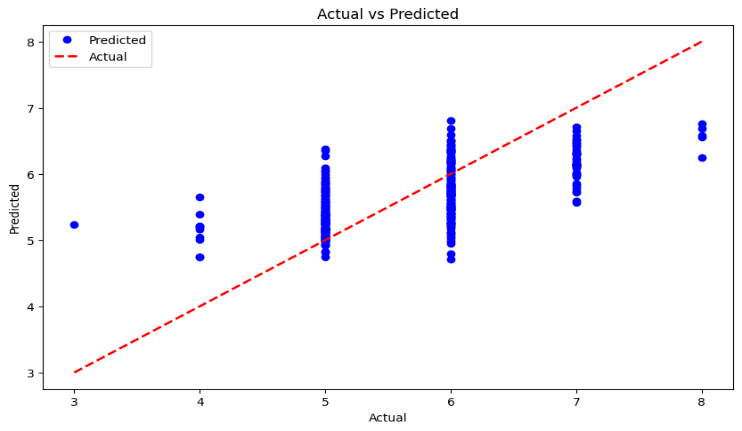 Actual vs Predicted
Predicted
Actual
8
7
6
5
4
3
Predicted
3 4 5 6 7 8
Actual